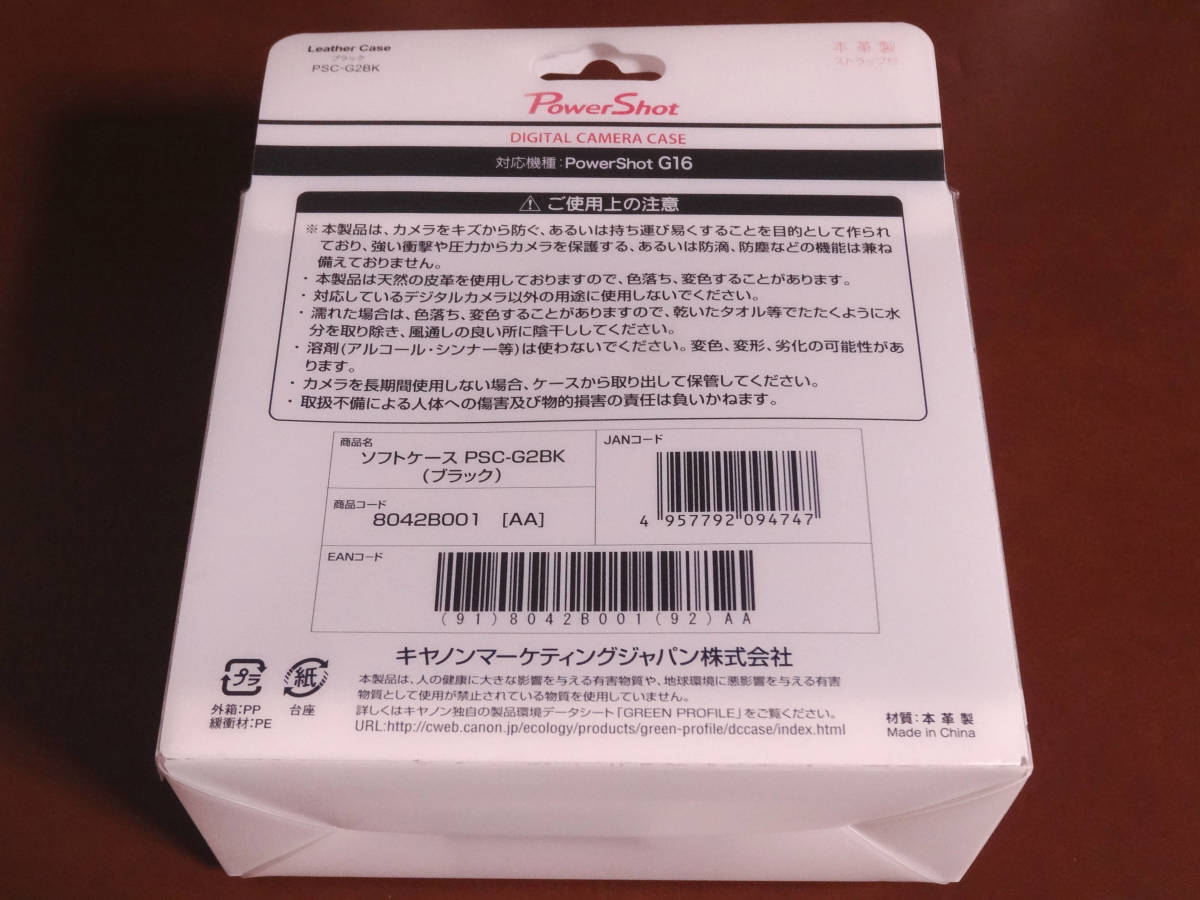 Leather Case
ブラック
PSC-G2BK
本革製
ストラップ付
PowerShot
DIGITAL CAMERA CASE
対応機種:PowerShot G16
⚠ ご使用上の注意
※本製品は、カメラをキズから防ぐ、あるいは持ち運び易くすることを目的として作られ
ており、強い衝撃や圧力からカメラを保護する、あるいは防滴、防塵などの機能は兼ね
備えておりません。
・本製品は天然の皮革を使用しておりますので、色落ち、変色することがあります。
・対応しているデジタルカメラ以外の用途に使用しないでください。
・濡れた場合は、色落ち、変色することがありますので、乾いたタオル等でたたくように水
分を取り除き、風通しの良い所に陰干ししてください。
・溶剤(アルコール・シンナー等)は使わないでください。変色、変形、劣化の可能性があ
ります。
・カメラを長期間使用しない場合、ケースから取り出して保管してください。
・取扱不備による人体への傷害及び物的損害の責任は負いかねます。
商品名
ソフトケース PSC-G2BK
(ブラック)
商品コード
8042B001 [AA]
JANコード
4 957792 094747
EANコード
(91)8042B001(92)AA
キヤノンマーケティングジャパン株式会社
本製品は、人の健康に大きな影響を与える有害物質や、地球環境に悪影響を与える有害
物質として使用が禁止されている物質を使用していません。
詳しくはキヤノン独自の製品環境データシート「GREEN PROFILE」をご覧ください。
URL:http://cweb.canon.jp/ecology/products/green-profile/dccase/index.html
プラ
外箱:PP
緩衝材:PE
紙
台座
材質:本革製
Made in China